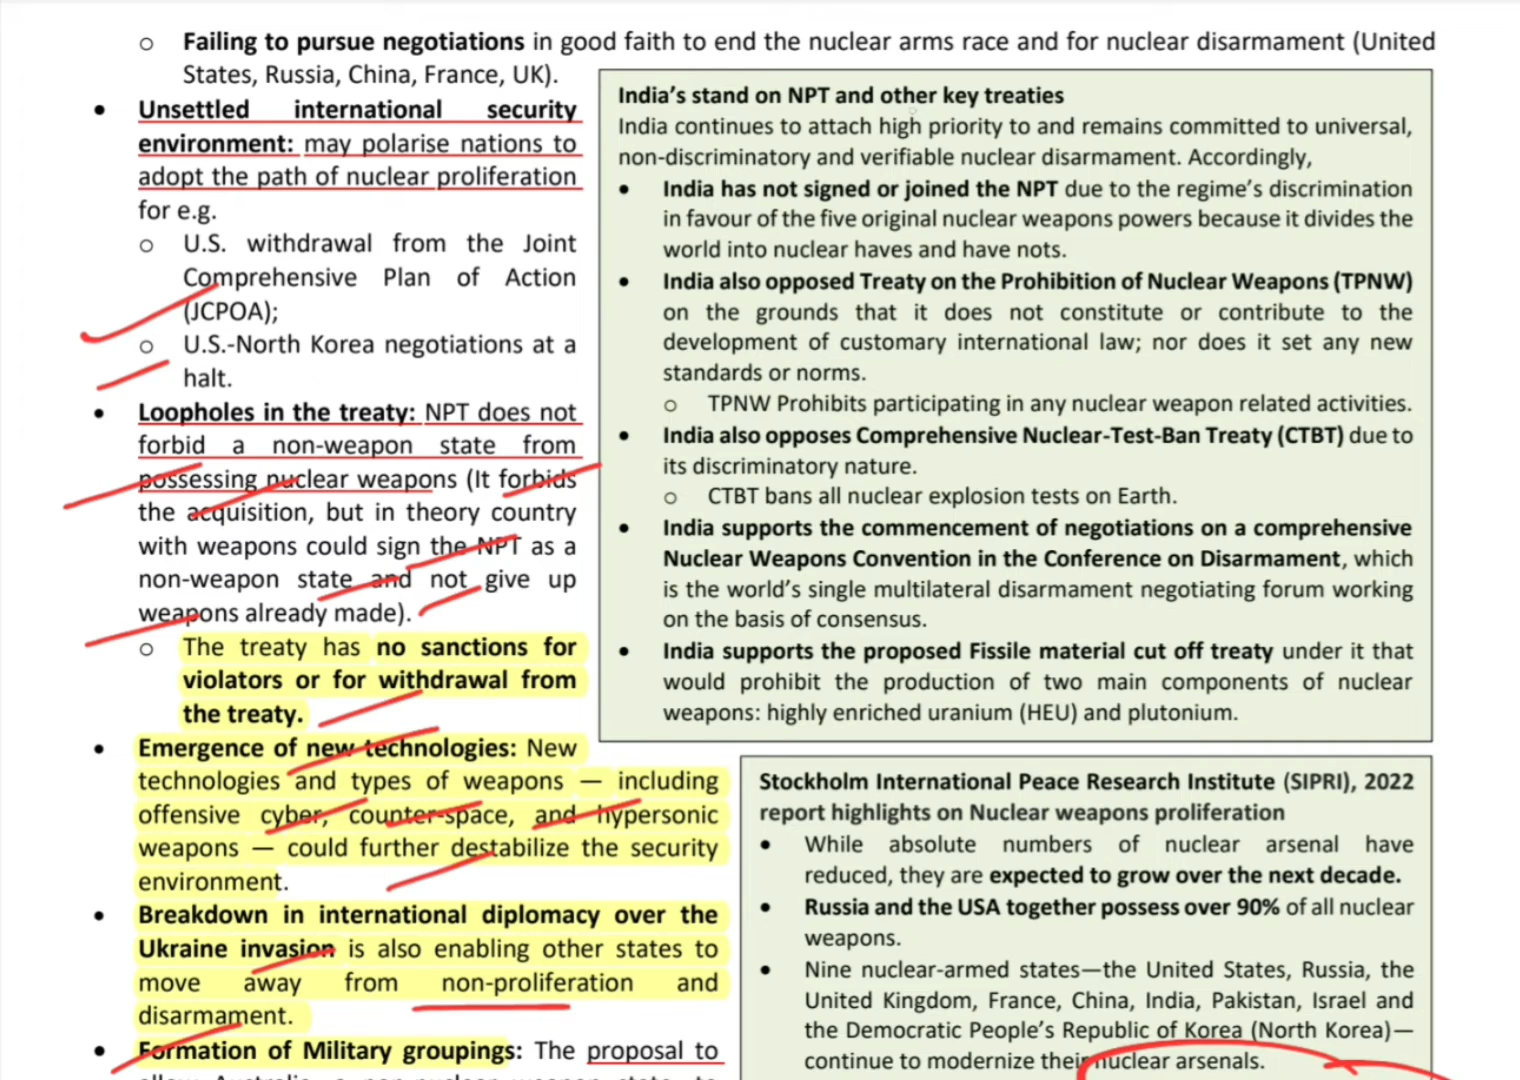 o Failing to pursue negotiations in good faith to end the nuclear arms race and for nuclear disarmament (United
States, Russia, China, France, UK).
• Unsettled international security
environment: may polarise nations to
adopt the path of nuclear proliferation
for e.g.
o U.S. withdrawal from the Joint
Comprehensive Plan of Action
(JCPOA);
o U.S.-North Korea negotiations at a
halt.
• Loopholes in the treaty: NPT does not
forbid a non-weapon state from
possessing nuclear weapons (It forbids
the acquisition, but in theory country
with weapons could sign the NPT as a
non-weapon state and not give up
weapons already made).
o The treaty has no sanctions for
violators or for withdrawal from
the treaty.
• Emergence of new technologies: New
technologies and types of weapons — including
offensive cyber, counter-space, and hypersonic
weapons — could further destabilize the security
environment.
• Breakdown in international diplomacy over the
Ukraine invasion is also enabling other states to
move away from non-proliferation and
disarmament.
• Formation of Military groupings: The proposal to
India's stand on NPT and other key treaties
India continues to attach high priority to and remains committed to universal,
non-discriminatory and verifiable nuclear disarmament. Accordingly,
• India has not signed or joined the NPT due to the regime's discrimination
in favour of the five original nuclear weapons powers because it divides the
world into nuclear haves and have nots.
• India also opposed Treaty on the Prohibition of Nuclear Weapons (TPNW)
on the grounds that it does not constitute or contribute to the
development of customary international law; nor does it set any new
standards or norms.
o TPNW Prohibits participating in any nuclear weapon related activities.
• India also opposes Comprehensive Nuclear-Test-Ban Treaty (CTBT) due to
its discriminatory nature.
o CTBT bans all nuclear explosion tests on Earth.
• India supports the commencement of negotiations on a comprehensive
Nuclear Weapons Convention in the Conference on Disarmament, which
is the world's single multilateral disarmament negotiating forum working
on the basis of consensus.
• India supports the proposed Fissile material cut off treaty under it that
would prohibit the production of two main components of nuclear
weapons: highly enriched uranium (HEU) and plutonium.
Stockholm International Peace Research Institute (SIPRI), 2022
report highlights on Nuclear weapons proliferation
• While absolute numbers of nuclear arsenal have
reduced, they are expected to grow over the next decade.
• Russia and the USA together possess over 90% of all nuclear
weapons.
• Nine nuclear-armed states—the United States, Russia, the
United Kingdom, France, China, India, Pakistan, Israel and
the Democratic People's Republic of Korea (North Korea)—
continue to modernize their nuclear arsenals.